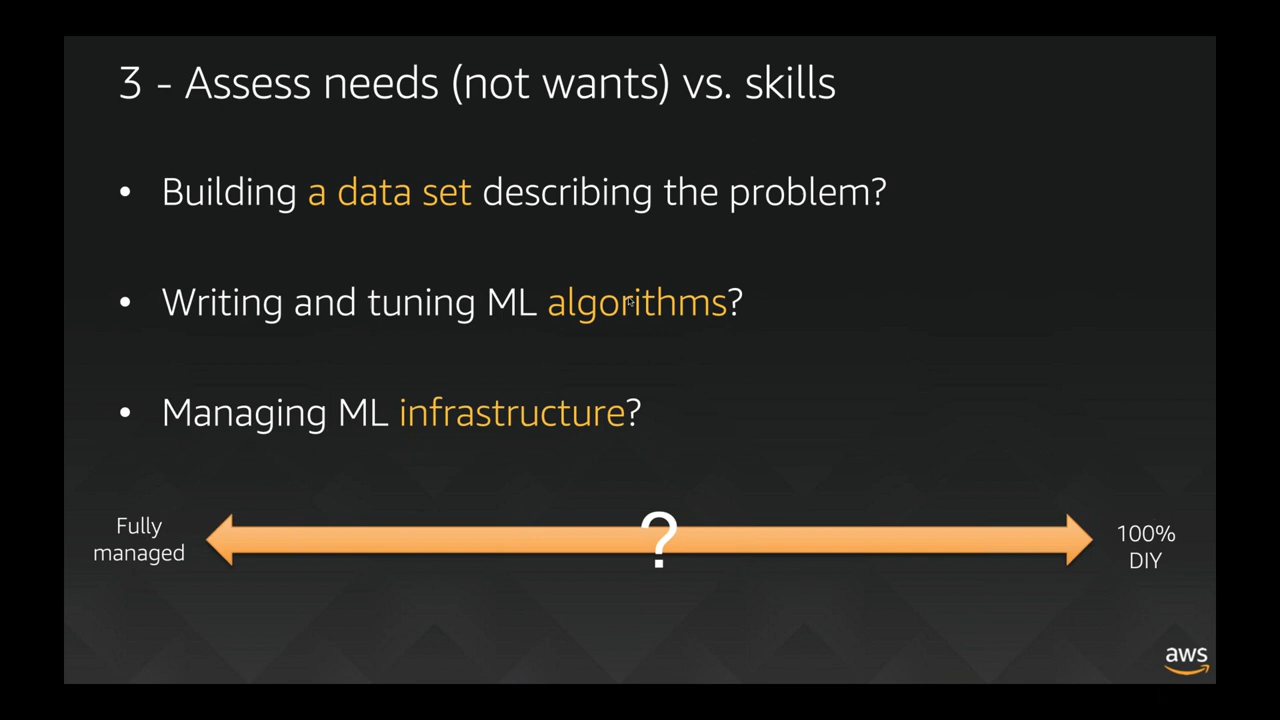 3 - Assess needs (not wants) vs. skills
• Building a data set describing the problem?
• Writing and tuning ML algorithms?
• Managing ML infrastructure?
Fully
managed
?
100%
DIY
aws